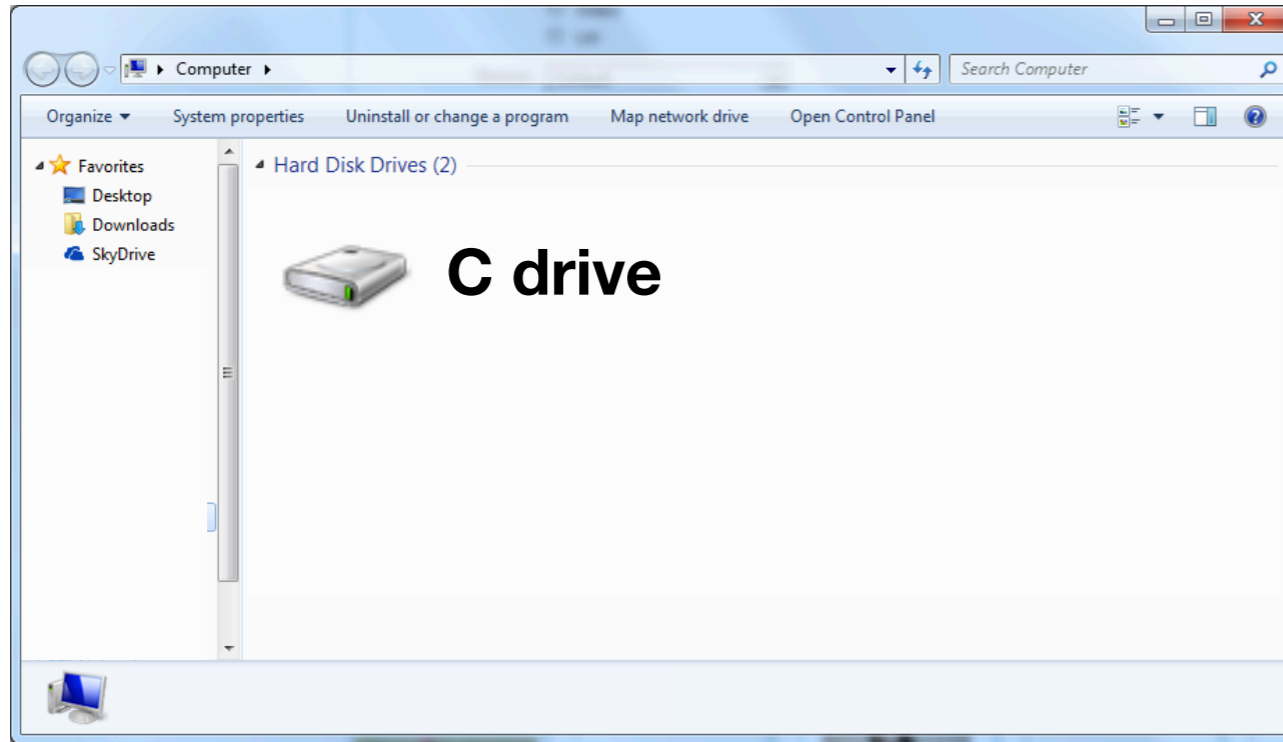 Computer
Search Computer
Organize System properties Uninstall or change a program Map network drive Open Control Panel
Favorites
Desktop
Downloads
SkyDrive
Hard Disk Drives (2)
C drive